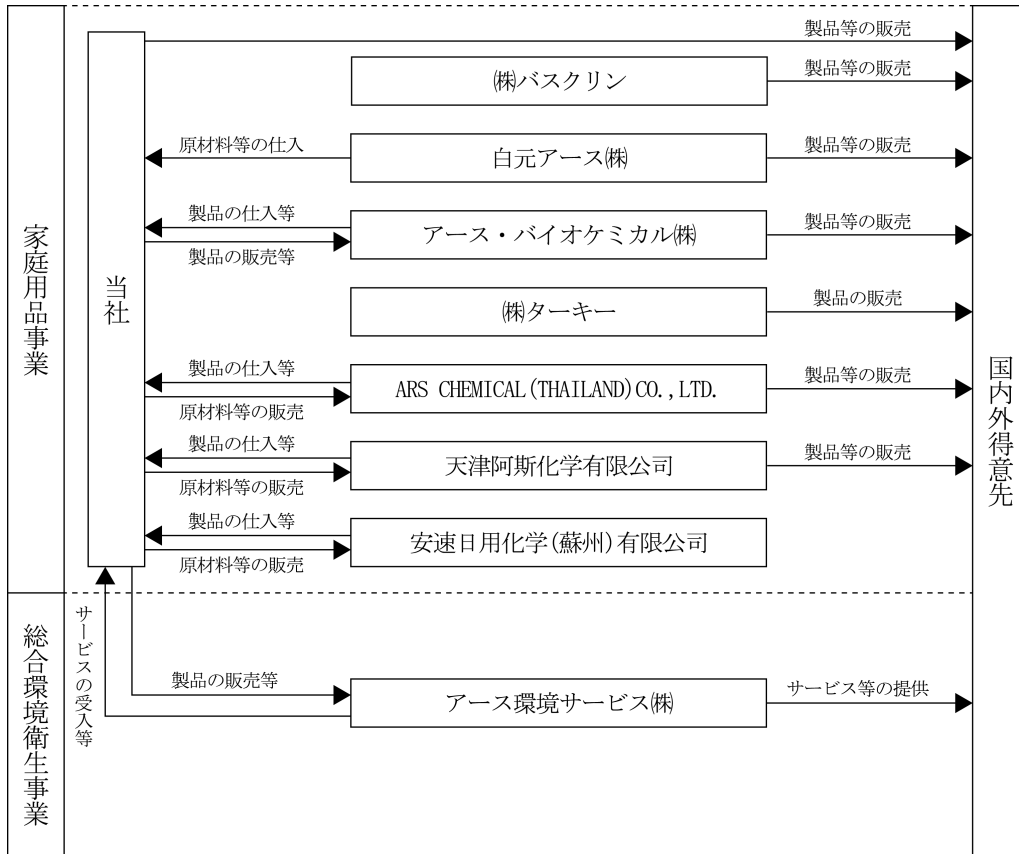 家庭用品事業
当社
製品等の販売
㈱バスクリン
製品等の販売
原材料等の仕入
白元アース㈱
製品等の販売
製品の仕入等
製品の販売等
アース・バイオケミカル㈱
製品等の販売
㈱ターキー
製品の販売
製品の仕入等
原材料等の販売
ARS CHEMICAL(THAILAND)CO.,LTD.
製品等の販売
製品の仕入等
原材料等の販売
天津阿斯化学有限公司
製品等の販売
製品の仕入等
原材料等の販売
安速日用化学(蘇州)有限公司
国内外得意先
総合環境衛生事業
サービスの受入等
製品の販売等
アース環境サービス㈱
サービス等の提供